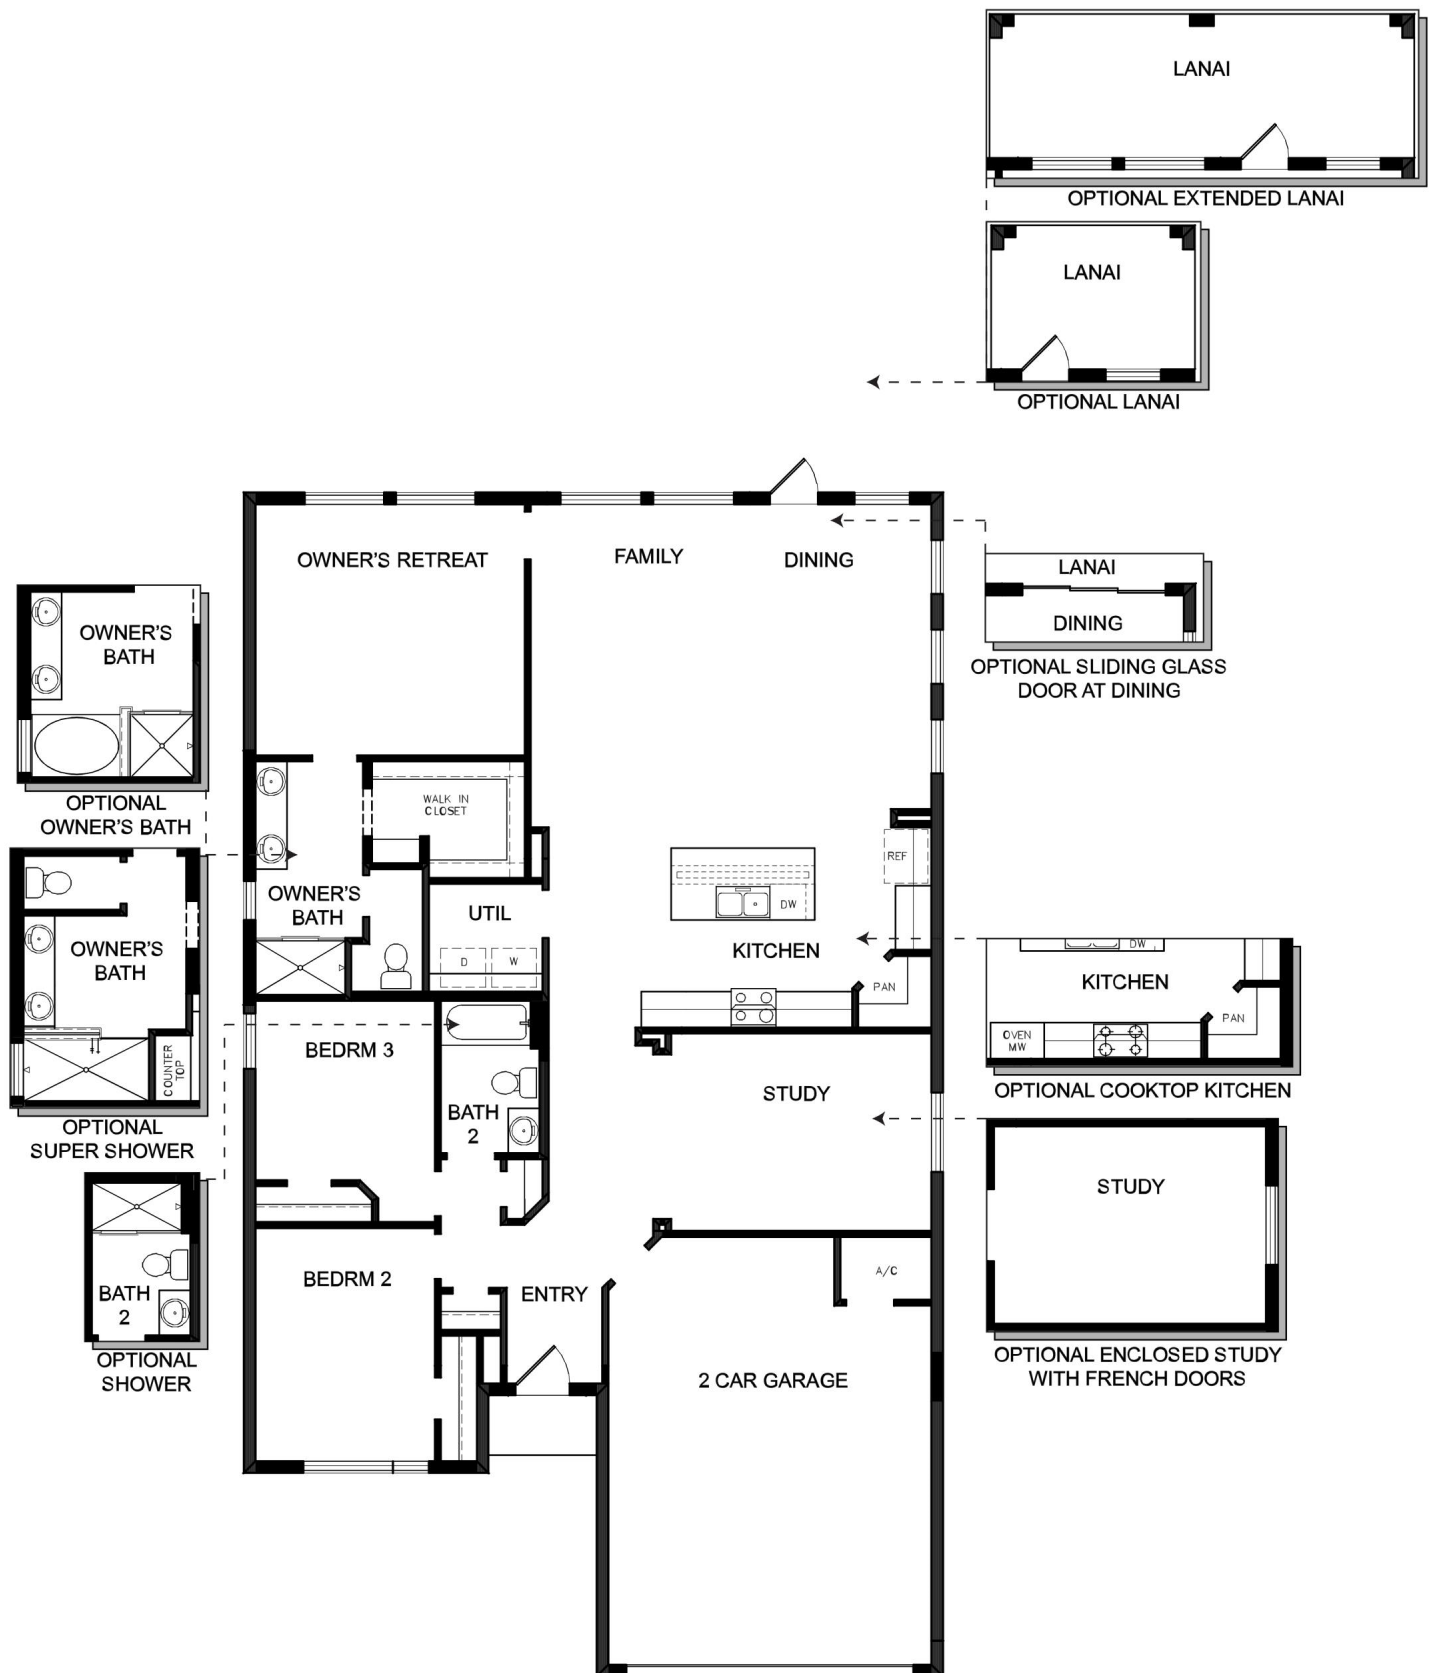 LANAI
OPTIONAL EXTENDED LANAI
LANAI
OPTIONAL LANAI
OWNER'S RETREAT
FAMILY
DINING
LANAI
DINING
OPTIONAL SLIDING GLASS
DOOR AT DINING
OWNER'S
BATH
OPTIONAL
OWNER'S BATH
WALK IN
CLOSET
REF
OWNER'S
BATH
UTIL
DW
KITCHEN
D
W
PAN
OWNER'S
BATH
COUNTER
TOP
OPTIONAL
SUPER SHOWER
DW
KITCHEN
PAN
OVEN
MW
OPTIONAL COOKTOP KITCHEN
BEDRM 3
BATH
2
STUDY
STUDY
OPTIONAL ENCLOSED STUDY
WITH FRENCH DOORS
BATH
2
OPTIONAL
SHOWER
BEDRM 2
ENTRY
A/C
2 CAR GARAGE